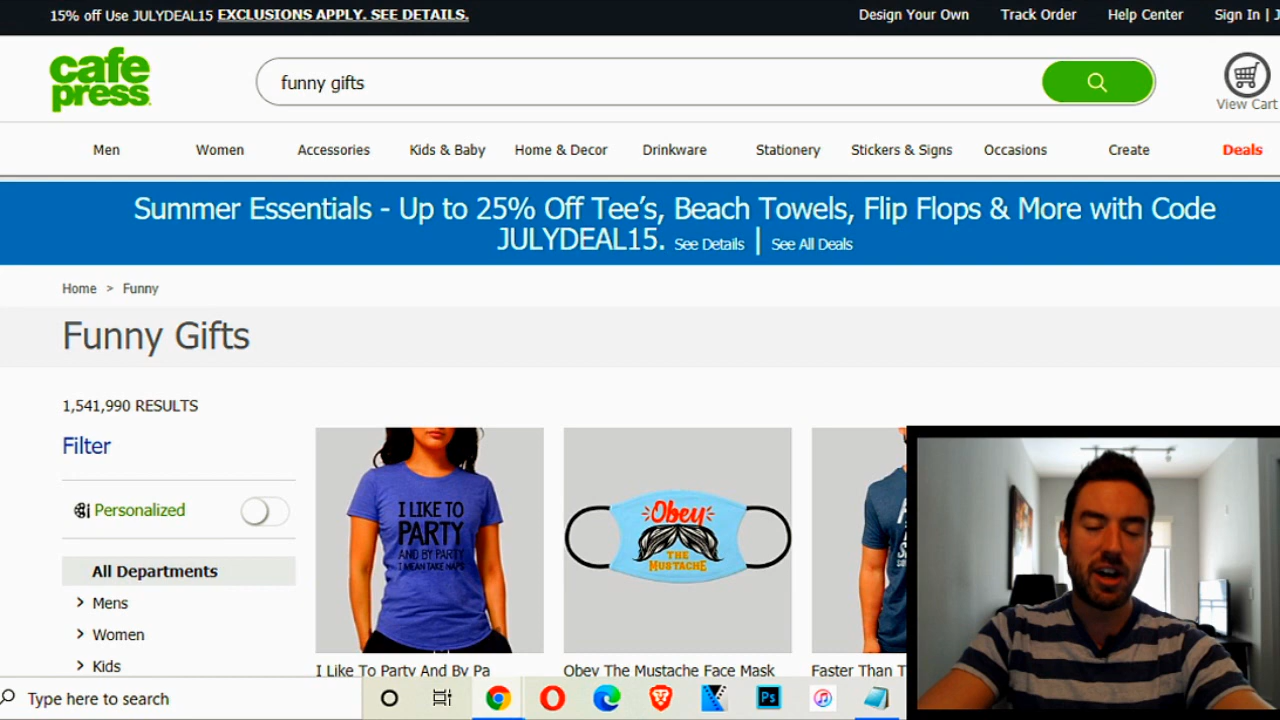 15% off Use JULYDEAL15 EXCLUSIONS APPLY. SEE DETAILS.
Design Your Own Track Order Help Center Sign In |
cafe
press
funny gifts
View Cart
Men Women Accessories Kids & Baby Home & Decor Drinkware Stationery Stickers & Signs Occasions Create Deals
Summer Essentials - Up to 25% Off Tee's, Beach Towels, Flip Flops & More with Code
JULYDEAL15. See Details | See All Deals
Home > Funny
Funny Gifts
1,541,990 RESULTS
Filter
Personalized
All Departments
Mens
Women
Kids
I LIKE TO
PARTY
AND BY PARTY
I MEAN TAKE NAPS
Obey
THE
MUSTACHE
I Like To Party And By Pa
Obey The Mustache Face Mask
Faster Than T
Type here to search
Ps